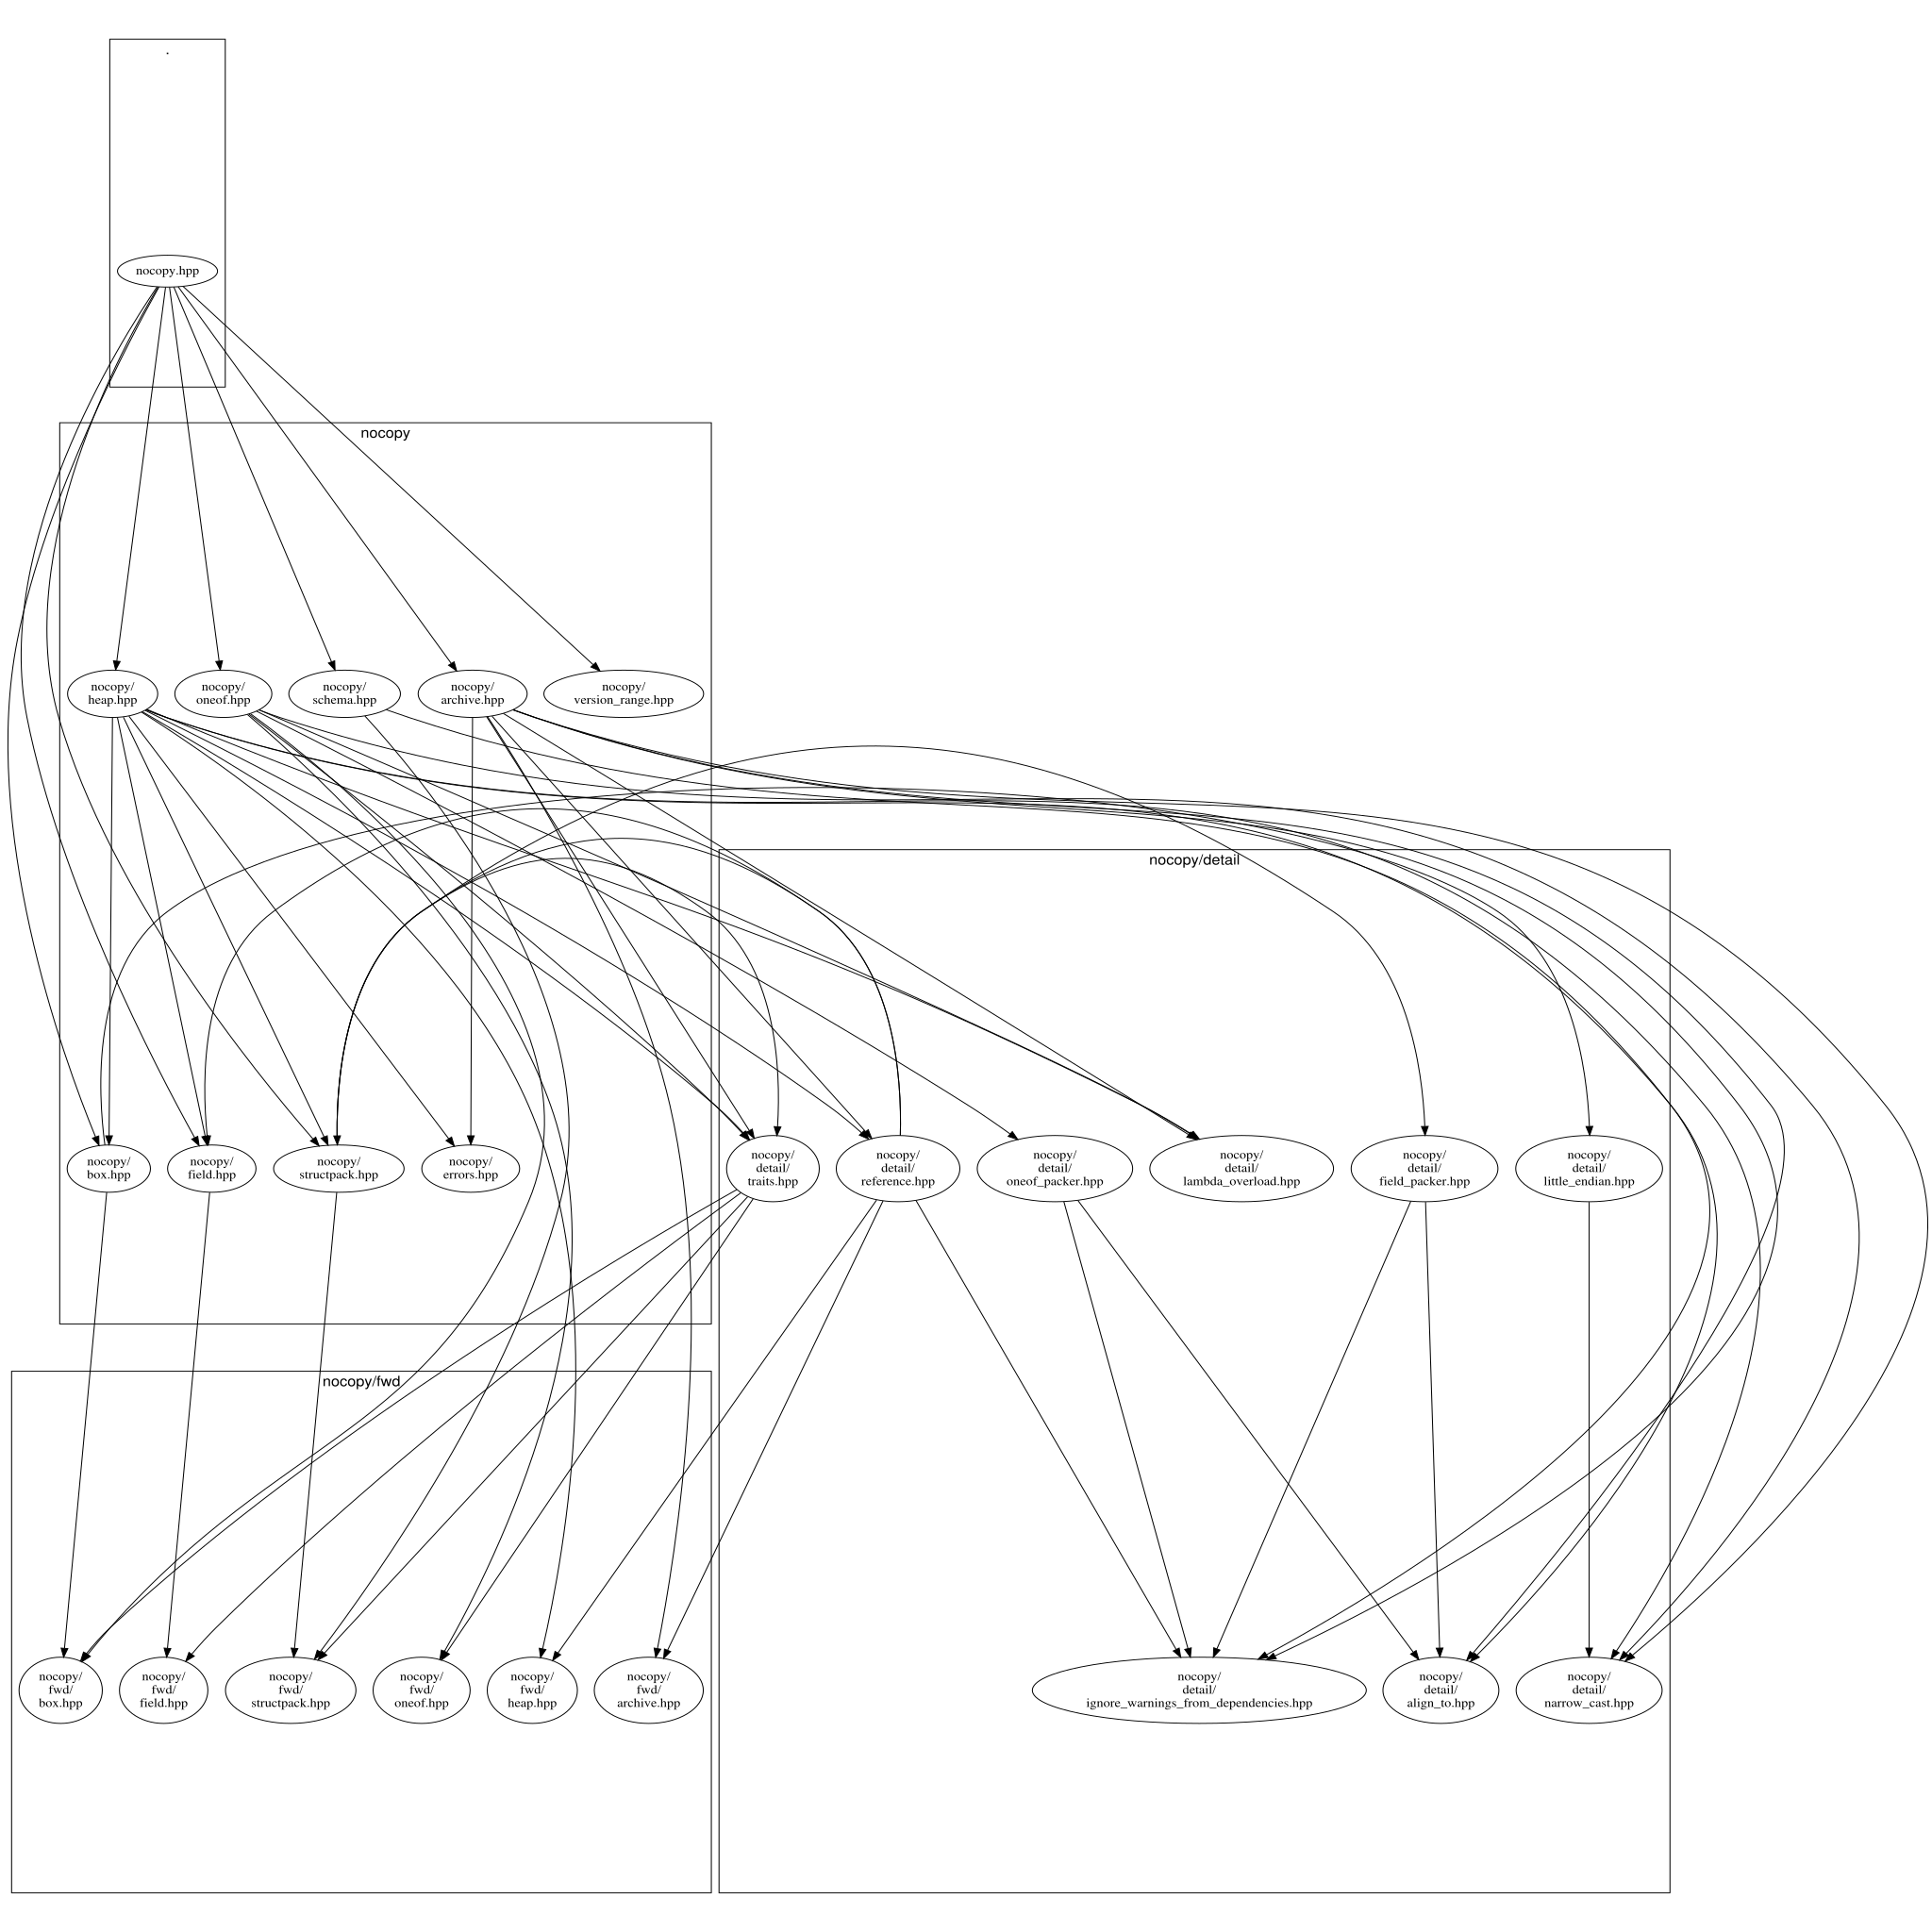 .
nocopy.hpp
nocopy
nocopy/
heap.hpp
nocopy/
oneof.hpp
nocopy/
schema.hpp
nocopy/
archive.hpp
nocopy/
version_range.hpp
nocopy/detail
nocopy/
box.hpp
nocopy/
field.hpp
nocopy/
structpack.hpp
nocopy/
errors.hpp
nocopy/
detail/
traits.hpp
nocopy/
detail/
reference.hpp
nocopy/
detail/
oneof_packer.hpp
nocopy/
detail/
lambda_overload.hpp
nocopy/
detail/
field_packer.hpp
nocopy/
detail/
little_endian.hpp
nocopy/fwd
nocopy/
fwd/
box.hpp
nocopy/
fwd/
field.hpp
nocopy/
fwd/
structpack.hpp
nocopy/
fwd/
oneof.hpp
nocopy/
fwd/
heap.hpp
nocopy/
fwd/
archive.hpp
nocopy/
detail/
ignore_warnings_from_dependencies.hpp
nocopy/
detail/
align_to.hpp
nocopy/
detail/
narrow_cast.hpp